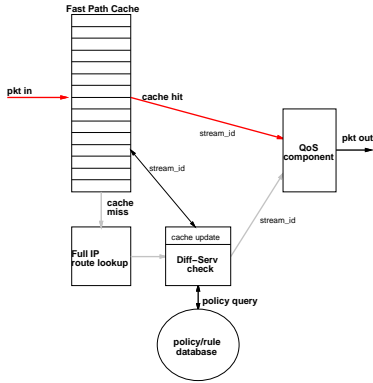 Fast Path Cache
pkt in
cache hit
stream_id
QoS
component
pkt out
stream_id
cache
miss
stream_id
Full IP
route lookup
cache update
Diff-Serv
check
policy query
policy/rule
database